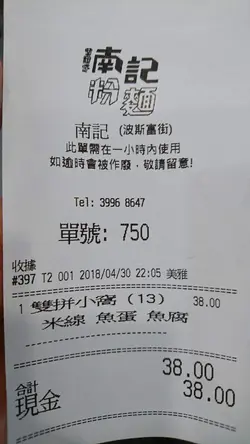 南記
粉麵
南記 (波斯富街)
此單需在一小時內使用
如逾時會被作廢,敬請留意!
Tel: 3996 8647
單號: 750
收據
#397 T2 001 2018/04/30 22:05 美雅
1 雙拼小窩 (13) 38.00
米線 魚蛋 魚腐
38.00
合計
現金 38.00